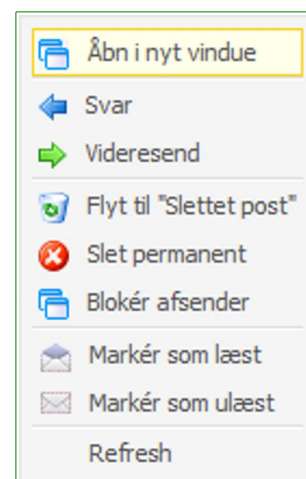 Åbn i nyt vindue
Svar
Videresend
Flyt til "Slettet post"
Slet permanent
Blokér afsender
Markér som læst
Markér som ulæst
Refresh